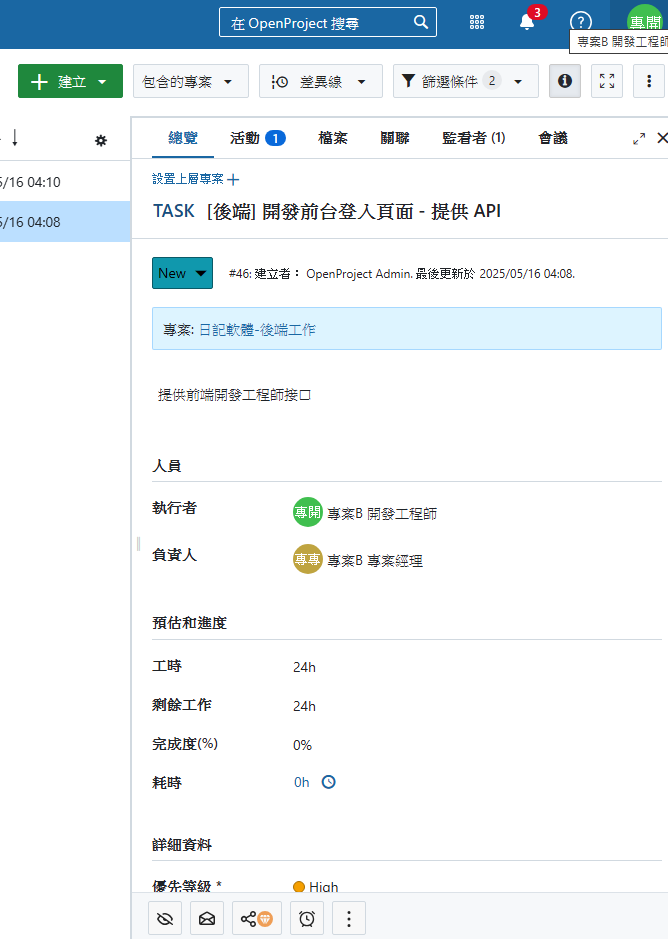 在 OpenProject 搜尋
3
專開
專案B 開發工程師
建立
包含的專案
差異線
篩選條件 2
總覽
活動 1
檔案
關聯
監看者 (1)
會議
5/16 04:10
5/16 04:08
設置上層專案
TASK [後端] 開發前台登入頁面 - 提供 API
New
#46: 建立者： OpenProject Admin. 最後更新於 2025/05/16 04:08.
專案: 日記軟體-後端工作
提供前端開發工程師接口
人員
執行者
專開 專案B 開發工程師
負責人
專專 專案B 專案經理
預估和進度
工時
24h
剩餘工作
24h
完成度(%)
0%
耗時
0h
詳細資料
優先等級 *
High